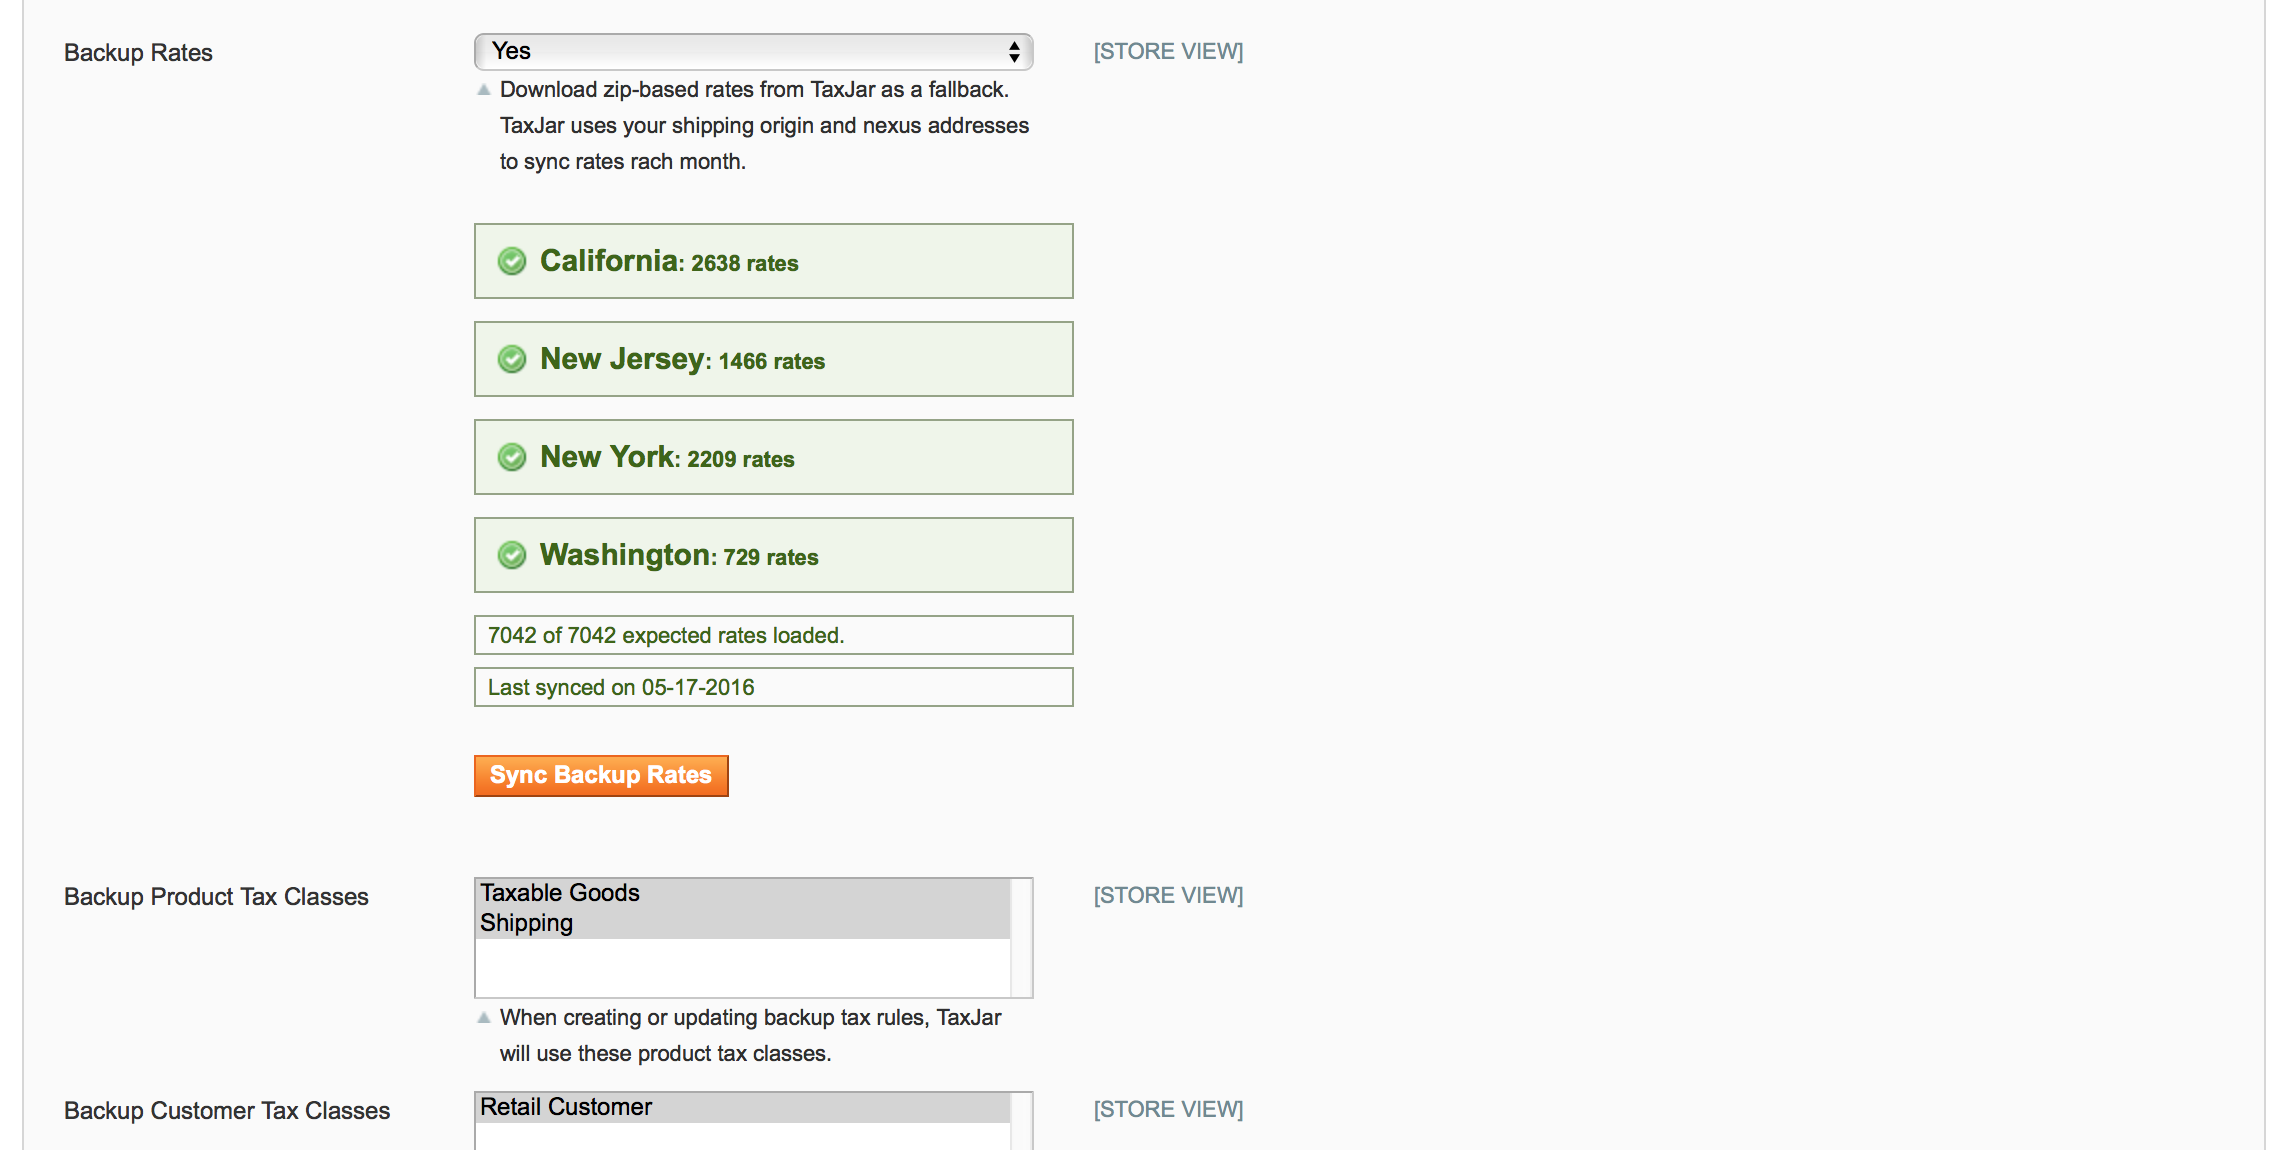 Backup Rates
Yes
[STORE VIEW]
Download zip-based rates from TaxJar as a fallback.
TaxJar uses your shipping origin and nexus addresses
to sync rates rach month.
California: 2638 rates
New Jersey: 1466 rates
New York: 2209 rates
Washington: 729 rates
7042 of 7042 expected rates loaded.
Last synced on 05-17-2016
Sync Backup Rates
Backup Product Tax Classes
Taxable Goods
Shipping
[STORE VIEW]
When creating or updating backup tax rules, TaxJar
will use these product tax classes.
Backup Customer Tax Classes
Retail Customer
[STORE VIEW]